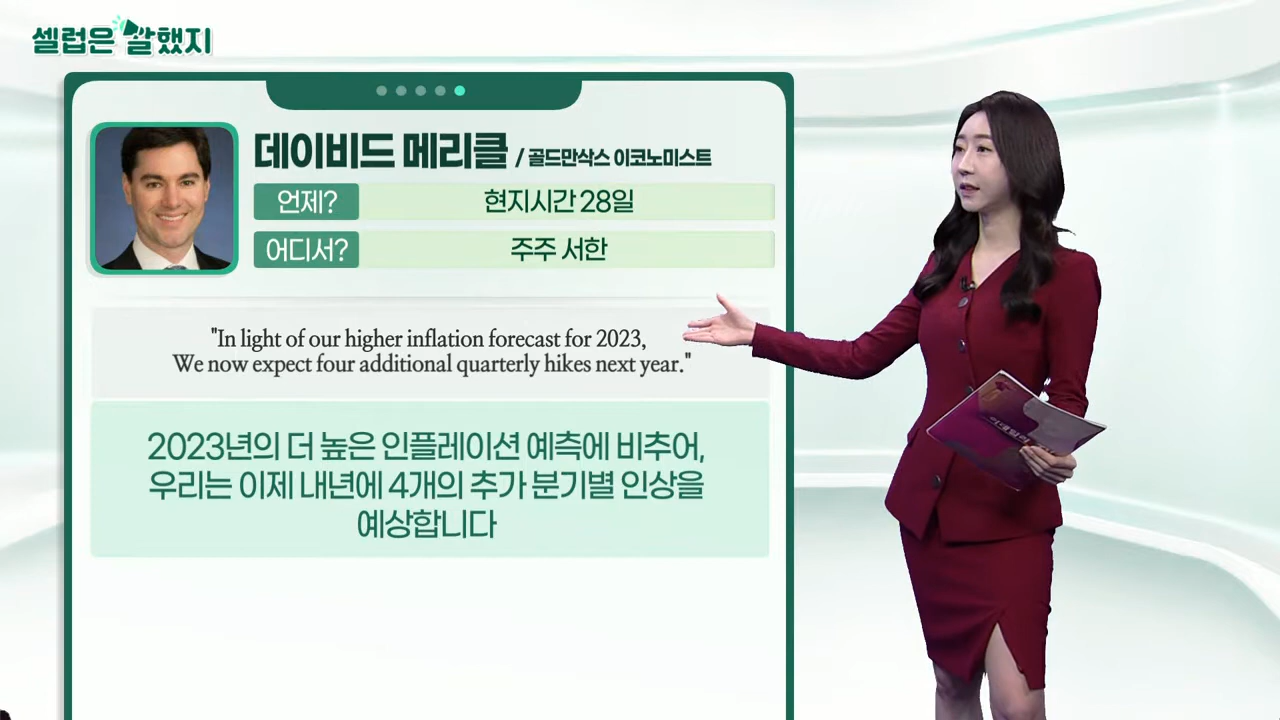 셀럽은 말했지
데이비드 메리클 / 골드만삭스 이코노미스트
언제? 현지시간 28일
어디서? 주주 서한
"In light of our higher inflation forecast for 2023,
We now expect four additional quarterly hikes next year."
2023년의 더 높은 인플레이션 예측에 비추어,
우리는 이제 내년에 4개의 추가 분기별 인상을
예상합니다